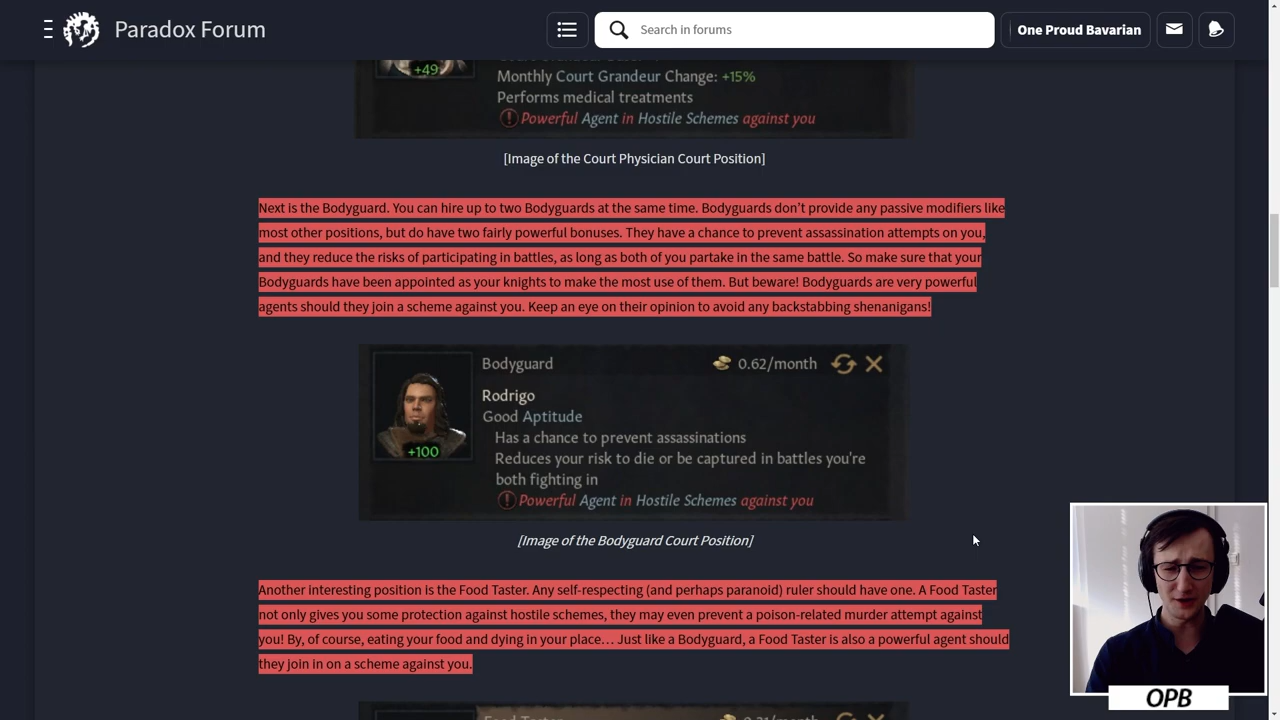 Paradox Forum
Search in forums
One Proud Bavarian
+49
Monthly Court Grandeur Change: +15%
Performs medical treatments
Powerful Agent in Hostile Schemes against you
[Image of the Court Physician Court Position]
Next is the Bodyguard. You can hire up to two Bodyguards at the same time. Bodyguards don’t provide any passive modifiers like
most other positions, but do have two fairly powerful bonuses. They have a chance to prevent assassination attempts on you,
and they reduce the risks of participating in battles, as long as both of you partake in the same battle. So make sure that your
Bodyguards have been appointed as your knights to make the most use of them. But beware! Bodyguards are very powerful
agents should they join a scheme against you. Keep an eye on their opinion to avoid any backstabbing shenanigans!
Bodyguard 0.62/month
Rodrigo
Good Aptitude
+100
Has a chance to prevent assassinations
Reduces your risk to die or be captured in battles you're
both fighting in
Powerful Agent in Hostile Schemes against you
[Image of the Bodyguard Court Position]
Another interesting position is the Food Taster. Any self-respecting (and perhaps paranoid) ruler should have one. A Food Taster
not only gives you some protection against hostile schemes, they may even prevent a poison-related murder attempt against
you! By, of course, eating your food and dying in your place… Just like a Bodyguard, a Food Taster is also a powerful agent should
they join in on a scheme against you.
OPB